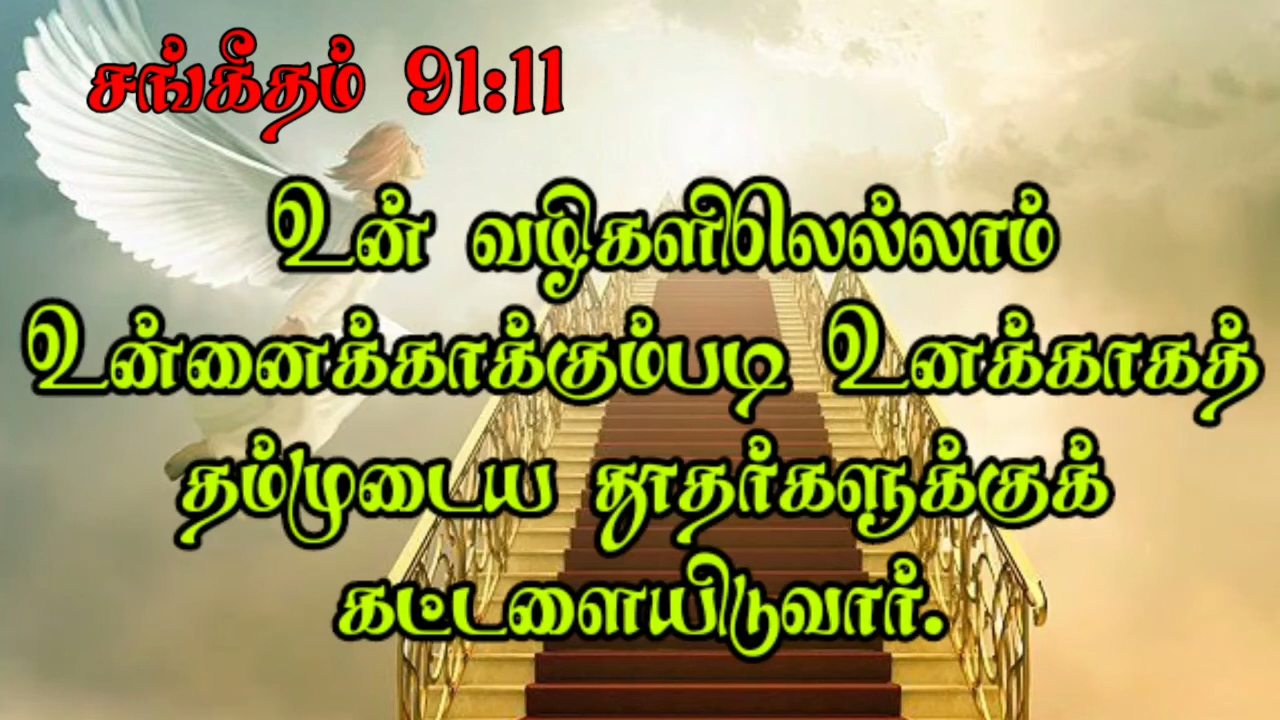 சங்கீதம் 91:11
உன் வழிகளிலெல்லாம்
உன்னைக்காக்கும்படி உனக்காகத்
தம்முடைய தூதர்களுக்குக்
கட்டளையிடுவார்.